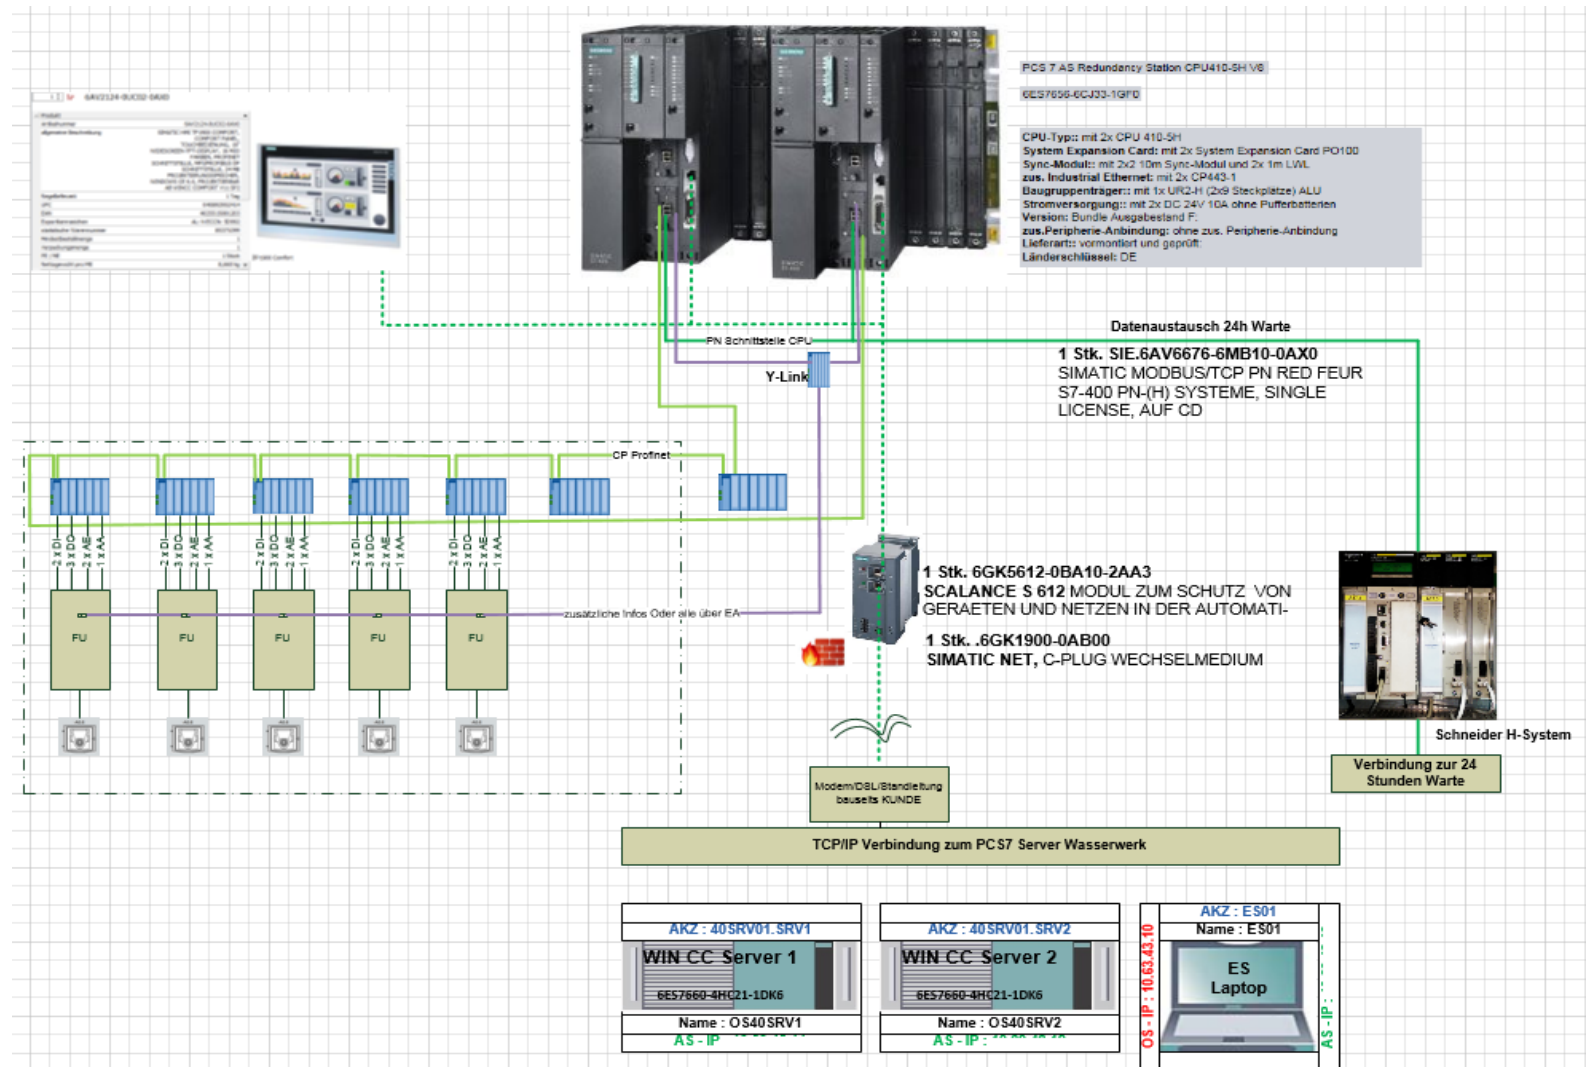 6AV2124-0UC02-0AX0
PCS 7 AS Redundancy Station CPU410-5H V8
6ES7656-6CJ33-1GF0
CPU-Typ:: mit 2x CPU 410-5H
System Expansion Card: mit 2x System Expansion Card PO100
Sync-Modul:: mit 2x2 10m Sync-Modul und 2x 1m LWL
zus. Industrial Ethernet: mit 2x CP443-1
Baugruppenträger:: mit 1x UR2-H (2x9 Steckplätze) ALU
Stromversorgung:: mit 2x DC 24V 10A ohne Pufferbatterien
Version: Bundle Ausgabestand F:
zus.Peripherie-Anbindung: ohne zus. Peripherie-Anbindung
Lieferart:: vormontiert und geprüft:
Länderschlüssel: DE
Datenaustausch 24h Warte
PN Schnittstelle CPU
1 Stk. SIE.6AV6676-6MB10-0AX0
SIMATIC MODBUS/TCP PN RED FEUR
S7-400 PN-(H) SYSTEME, SINGLE
LICENSE, AUF CD
Y-Link
CP Profinet
2 x DI
3 x DO
2 x AE
1 x AA
2 x DI
3 x DO
2 x AE
1 x AA
2 x DI
3 x DO
2 x AE
1 x AA
2 x DI
3 x DO
2 x AE
1 x AA
2 x DI
3 x DO
2 x AE
1 x AA
1 Stk. 6GK5612-0BA10-2AA3
SCALANCE S 612 MODUL ZUM SCHUTZ VON
GERAETEN UND NETZEN IN DER AUTOMATI-
zusätzliche Infos Oder alle über EA
FU
FU
FU
FU
FU
1 Stk. .6GK1900-0AB00
SIMATIC NET, C-PLUG WECHSELMEDIUM
Schneider H-System
Verbindung zur 24
Stunden Warte
Modem/DSL/Standleitung
bauseits KUNDE
TCP/IP Verbindung zum PCS7 Server Wasserwerk
AKZ : 40SRV01.SRV1
WIN CC Server 1
6ES7660-4HC21-1DK6
Name : OS40SRV1
AS - IP
AKZ : 40SRV01.SRV2
WIN CC Server 2
6ES7660-4HC21-1DK6
Name : OS40SRV2
AS - IP :
AKZ : ES01
Name : ES01
OS - IP : 10.63.43.10
ES
Laptop
AS - IP :